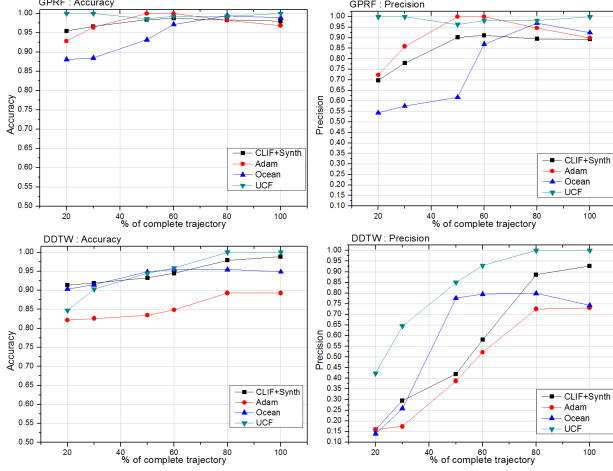 GPRF : Accuracy
1.00
0.95
0.90
0.85
0.80
0.75
0.70
0.65
0.60
0.55
0.50
Accuracy
20 40 60 80 100
% of complete trajectory
CLIF+Synth
Adam
Ocean
UCF
GPRF : Precision
1.00
0.95
0.90
0.85
0.80
0.75
0.70
0.65
0.60
0.55
0.50
0.45
0.40
0.35
0.30
0.25
0.20
0.15
0.10
Precision
20 40 60 80 100
% of complete trajectory
CLIF+Synth
Adam
Ocean
UCF
DDTW : Accuracy
1.00
0.95
0.90
0.85
0.80
0.75
0.70
0.65
0.60
0.55
0.50
Accuracy
20 40 60 80 100
% of complete trajectory
CLIF+Synth
Adam
Ocean
UCF
DDTW : Precision
1.00
0.95
0.90
0.85
0.80
0.75
0.70
0.65
0.60
0.55
0.50
0.45
0.40
0.35
0.30
0.25
0.20
0.15
0.10
Precision
20 40 60 80 100
% of complete trajectory
CLIF+Synth
Adam
Ocean
UCF